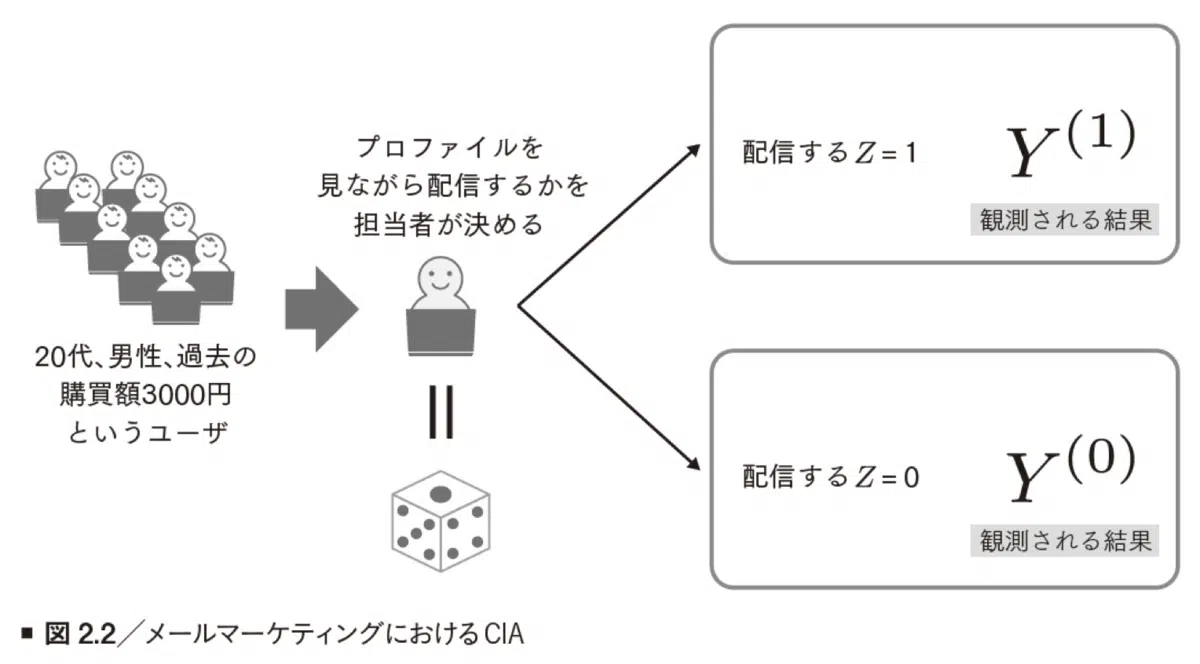 20代、男性、過去の
購買額3000円
というユーザ
プロファイルを
見ながら配信するかを
担当者が決める
配信するZ=1
Y^(1)
観測される結果
配信するZ=0
Y^(0)
観測される結果
■ 図 2.2／メールマーケティングにおけるCIA